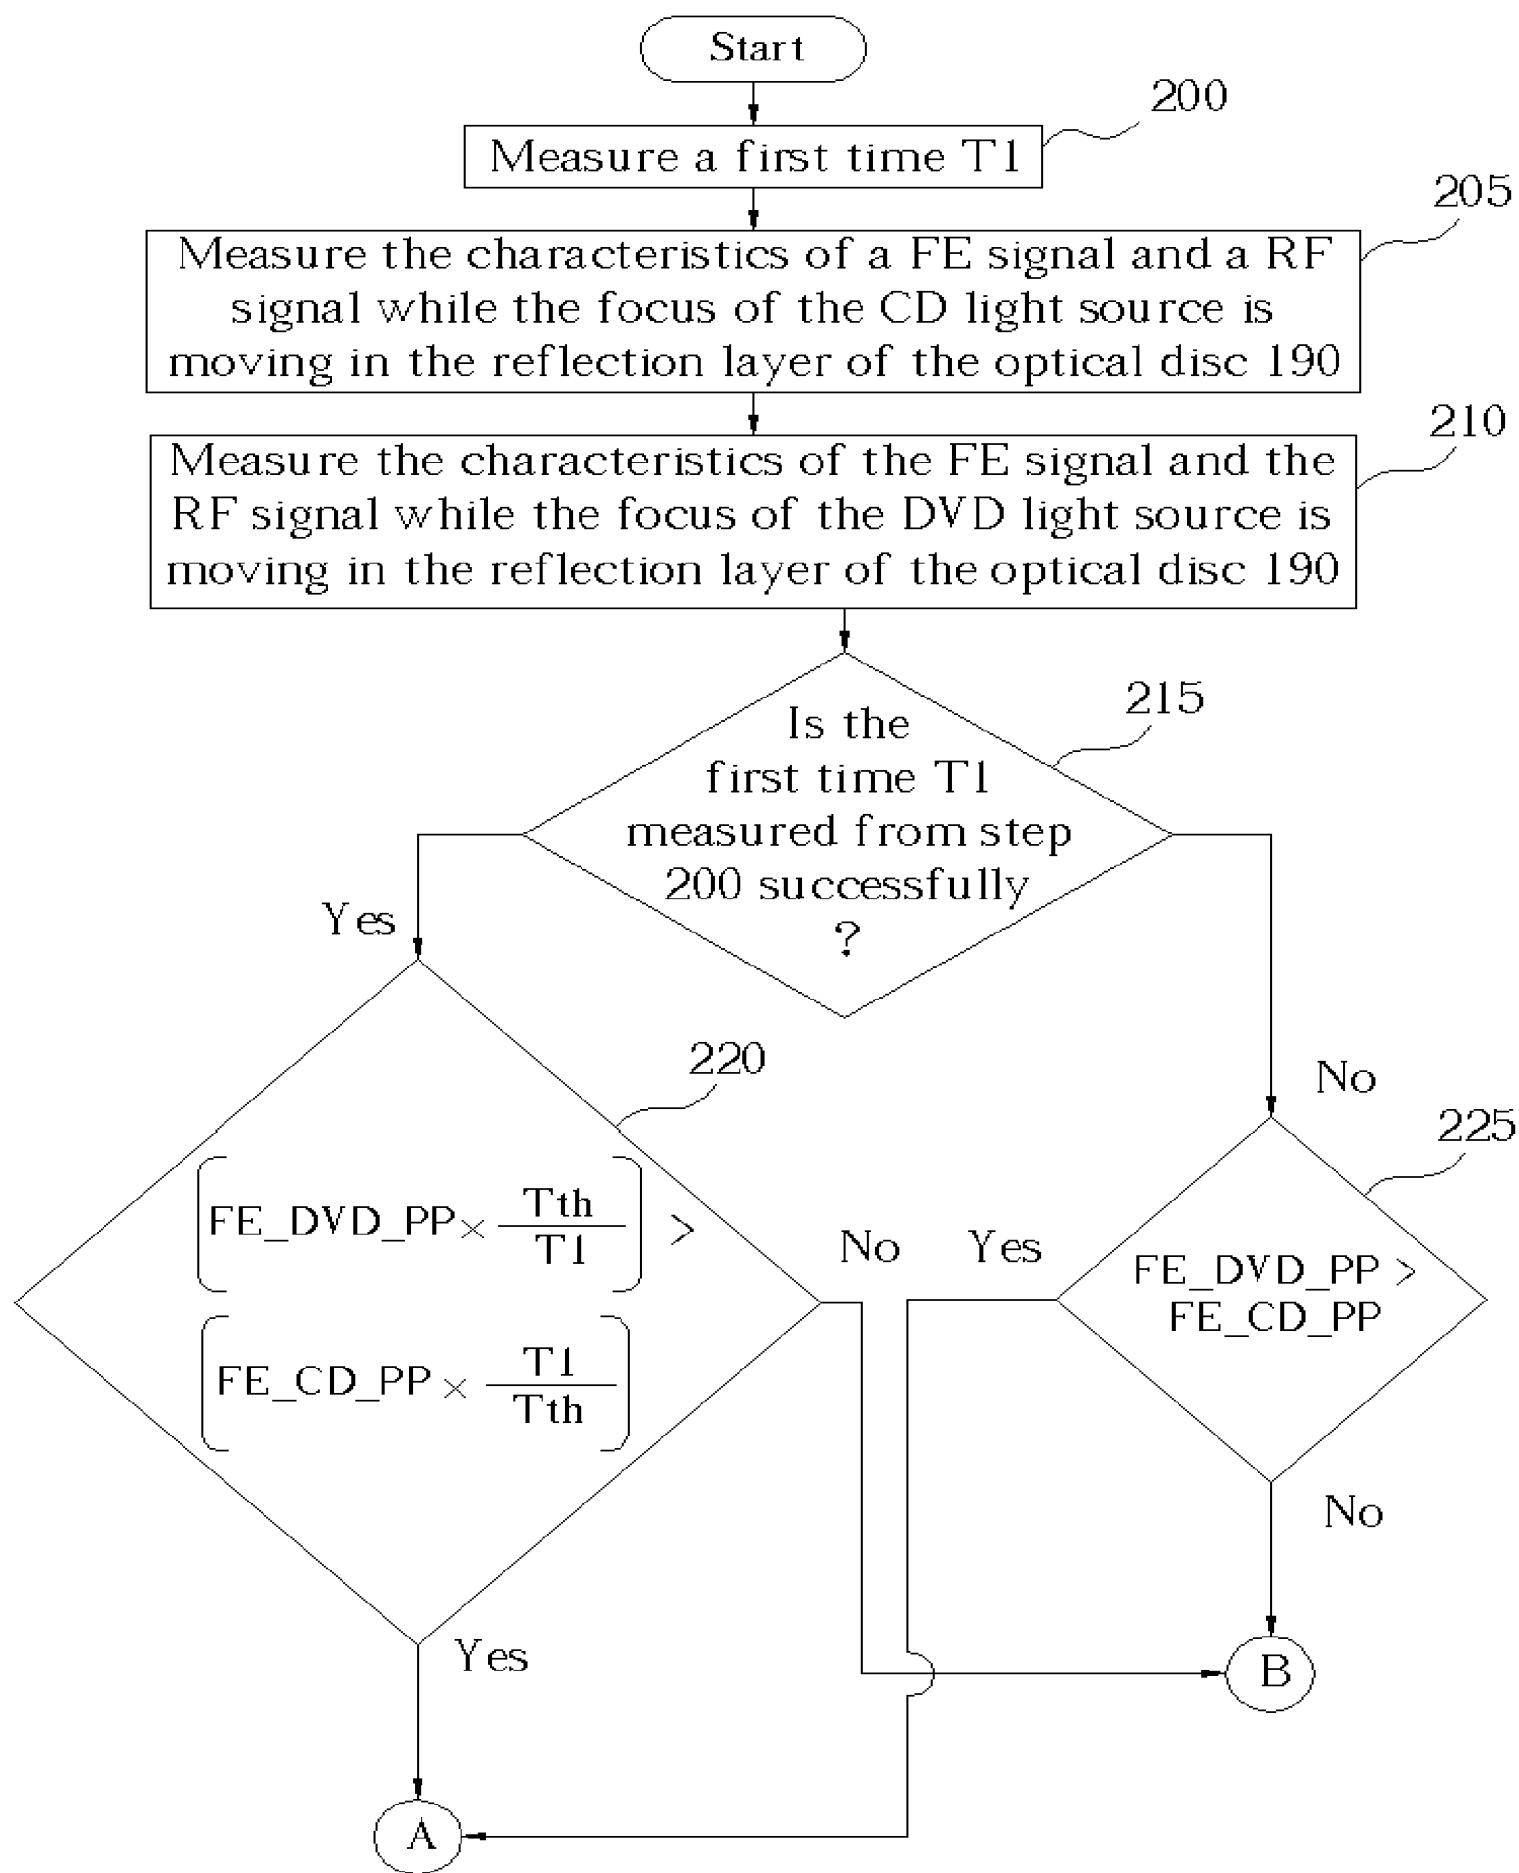 Start
200
Measure a first time T1
205
Measure the characteristics of a FE signal and a RF
signal while the focus of the CD light source is
moving in the reflection layer of the optical disc 190
210
Measure the characteristics of the FE signal and the
RF signal while the focus of the DVD light source is
moving in the reflection layer of the optical disc 190
215
Is the
first time T1
measured from step
200 successfully
?
Yes
No
220
FE_DVD_PP × Tth
T1
>
FE_CD_PP × T1
Tth
No
Yes
225
FE_DVD_PP >
FE_CD_PP
Yes
No
B
A